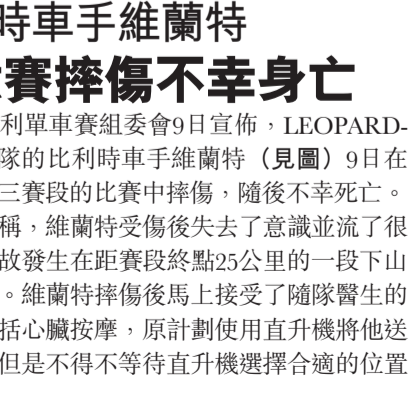 時車手維蘭特
賽摔傷不幸身亡
利單車賽組委會9日宣佈，LEOPARD-
隊的比利時車手維蘭特（見圖）9日在
三賽段的比賽中摔傷，隨後不幸死亡。
稱，維蘭特受傷後失去了意識並流了很
故發生在距賽段終點25公里的一段下山
。維蘭特摔傷後馬上接受了隨隊醫生的
括心臟按摩，原計劃使用直升機將他送
但是不得不等待直升機選擇合適的位置